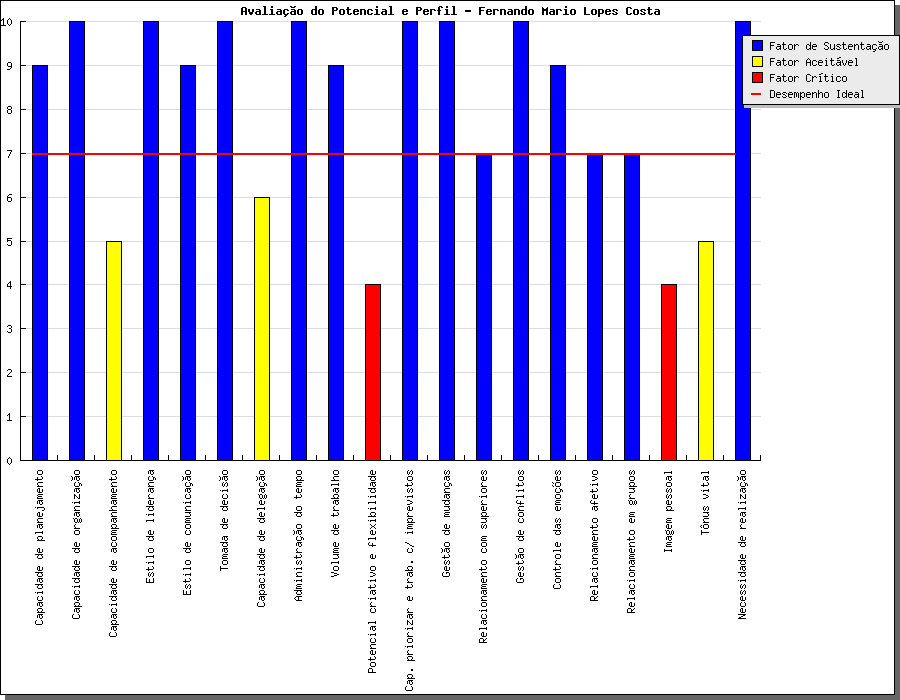 Avaliação do Potencial e Perfil - Fernando Mario Lopes Costa
Fator de Sustentação
Fator Aceitável
Fator Crítico
Desempenho Ideal
10
9
8
7
6
5
4
3
2
1
0
Capacidade de planejamento
Capacidade de organização
Capacidade de acompanhamento
Estilo de liderança
Estilo de comunicação
Tomada de decisão
Capacidade de delegação
Administração do tempo
Volume de trabalho
Potencial criativo e flexibilidade
Cap. priorizar e trab. c/ imprevistos
Gestão de mudanças
Relacionamento com superiores
Gestão de conflitos
Controle das emoções
Relacionamento afetivo
Relacionamento em grupos
Imagem pessoal
Tônus vital
Necessidade de realização